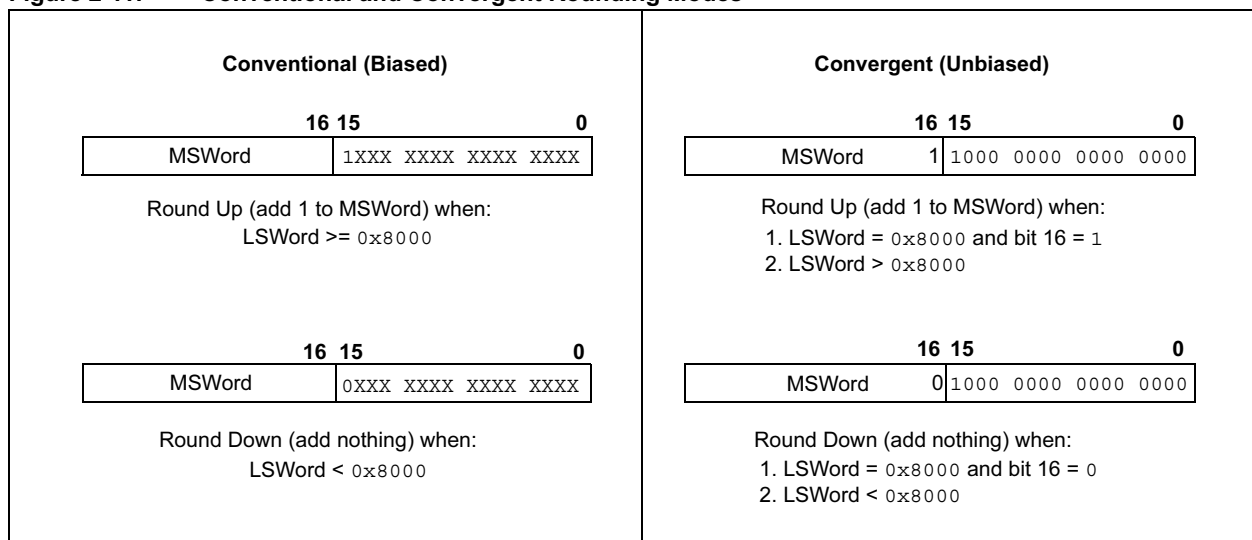 Figure 2-11: Conventional and Convergent Rounding Modes
Conventional (Biased)
16 15 0
MSWord 1XXX XXXX XXXX XXXX
Round Up (add 1 to MSWord) when:
LSWord >= 0x8000
16 15 0
MSWord 0XXX XXXX XXXX XXXX
Round Down (add nothing) when:
LSWord < 0x8000
Convergent (Unbiased)
16 15 0
MSWord 1 1000 0000 0000 0000
Round Up (add 1 to MSWord) when:
1. LSWord = 0x8000 and bit 16 = 1
2. LSWord > 0x8000
16 15 0
MSWord 0 1000 0000 0000 0000
Round Down (add nothing) when:
1. LSWord = 0x8000 and bit 16 = 0
2. LSWord < 0x8000